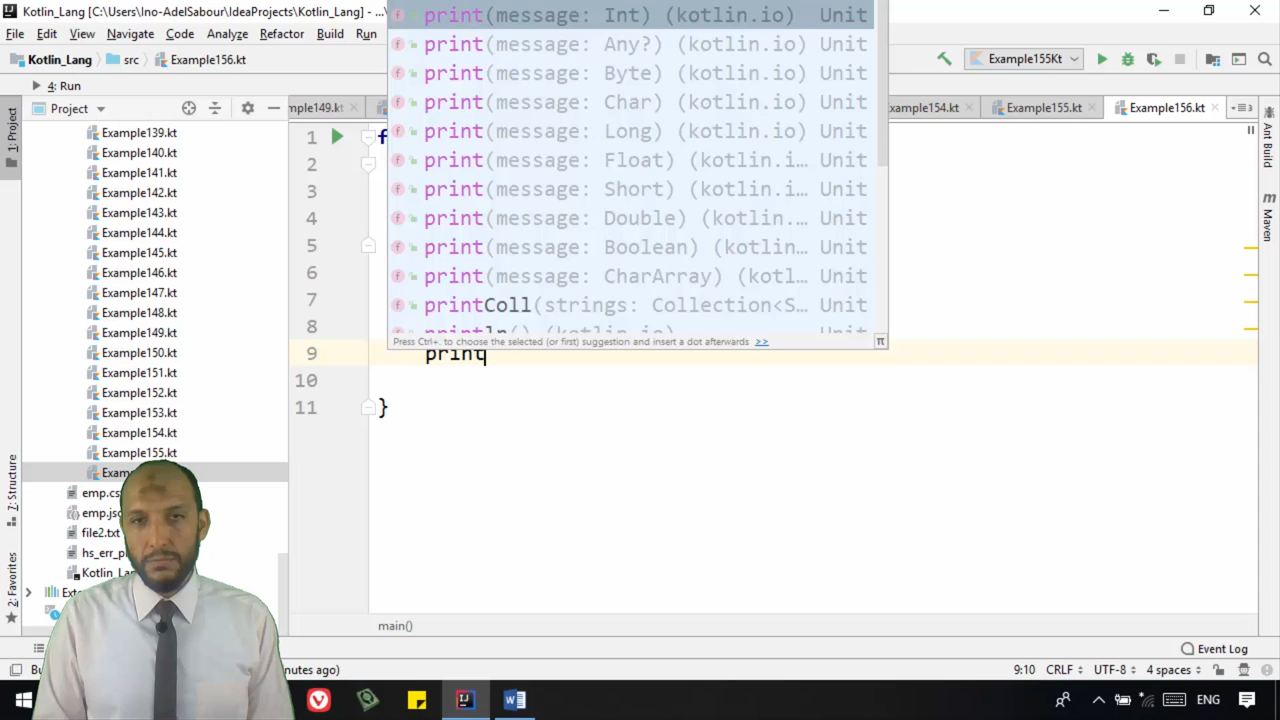 Kotlin_Lang [C:\Users\Ino-AdelSabour\IdeaProjects\Kotlin_Lang] - ...\
File Edit View Navigate Code Analyze Refactor Build Run
Kotlin_Lang src Example156.kt Example155Kt
4: Run
Project
mple149.kt xample154.kt Example155.kt Example156.kt
1: Project
Z: Structure
2: Favorites
Ant Build
Maven
Example139.kt
Example140.kt
Example141.kt
Example142.kt
Example143.kt
Example144.kt
Example145.kt
Example146.kt
Example147.kt
Example148.kt
Example149.kt
Example150.kt
Example151.kt
Example152.kt
Example153.kt
Example154.kt
Example155.kt
Exam
emp.cs
emp.jso
file2.txt
hs_err_p
Kotlin_La
Exte
print(message: Int) (kotlin.io) Unit
print(message: Any?) (kotlin.io) Unit
print(message: Byte) (kotlin.io) Unit
print(message: Char) (kotlin.io) Unit
print(message: Long) (kotlin.io) Unit
print(message: Float) (kotlin.i... Unit
print(message: Short) (kotlin.i... Unit
print(message: Double) (kotlin.... Unit
print(message: Boolean) (kotlin... Unit
print(message: CharArray) (kotl... Unit
printColl(strings: Collection<S... Unit
println() (kotlin.io) Unit
Press Ctrl+. to choose the selected (or first) suggestion and insert a dot afterwards >>
1 f
2
3
4
5
6
7
8
9 print
10
11 }
main()
Event Log
Bu
nutes ago) 9:10 CRLF UTF-8 4 spaces
ENG